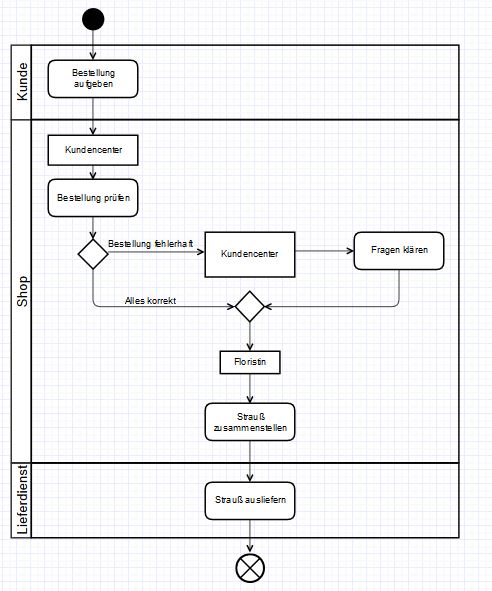 Kunde
Bestellung
aufgeben
Shop
Kundencenter
Bestellung prüfen
Bestellung fehlerhaft
Kundencenter
Fragen klären
Alles korrekt
Floristin
Strauß
zusammenstellen
Lieferdienst
Strauß ausliefern